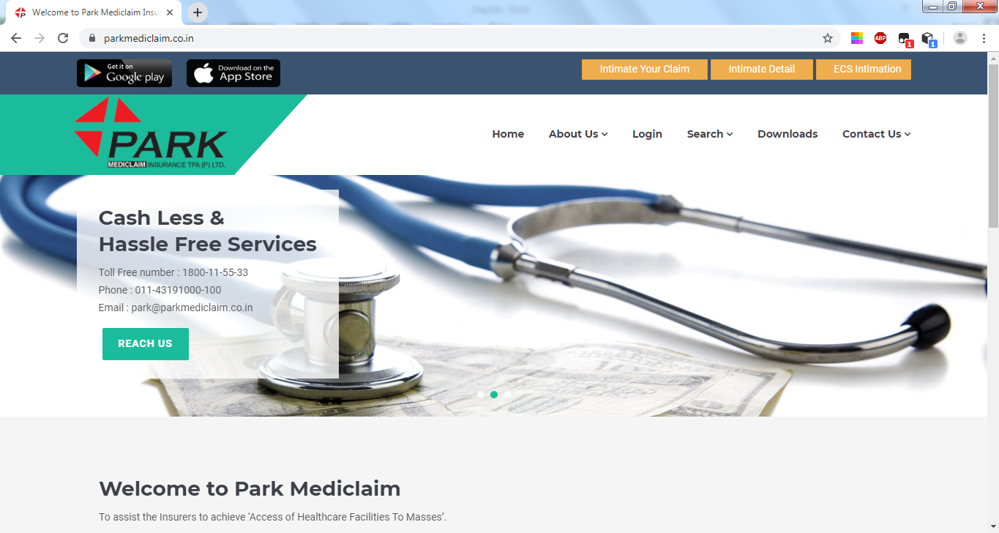 Welcome to Park Mediclaim Insu
parkmediclaim.co.in
ABP
1
1
Get it on
Google play
Download on the
App Store
Intimate Your Claim
Intimate Detail
ECS Intimation
PARK
MEDICLAIM INSURANCE TPA (P) LTD.
Home
About Us
Login
Search
Downloads
Contact Us
Cash Less &
Hassle Free Services
Toll Free number : 1800-11-55-33
Phone : 011-43191000-100
Email : park@parkmediclaim.co.in
REACH US
Welcome to Park Mediclaim
To assist the Insurers to achieve ‘Access of Healthcare Facilities To Masses’.